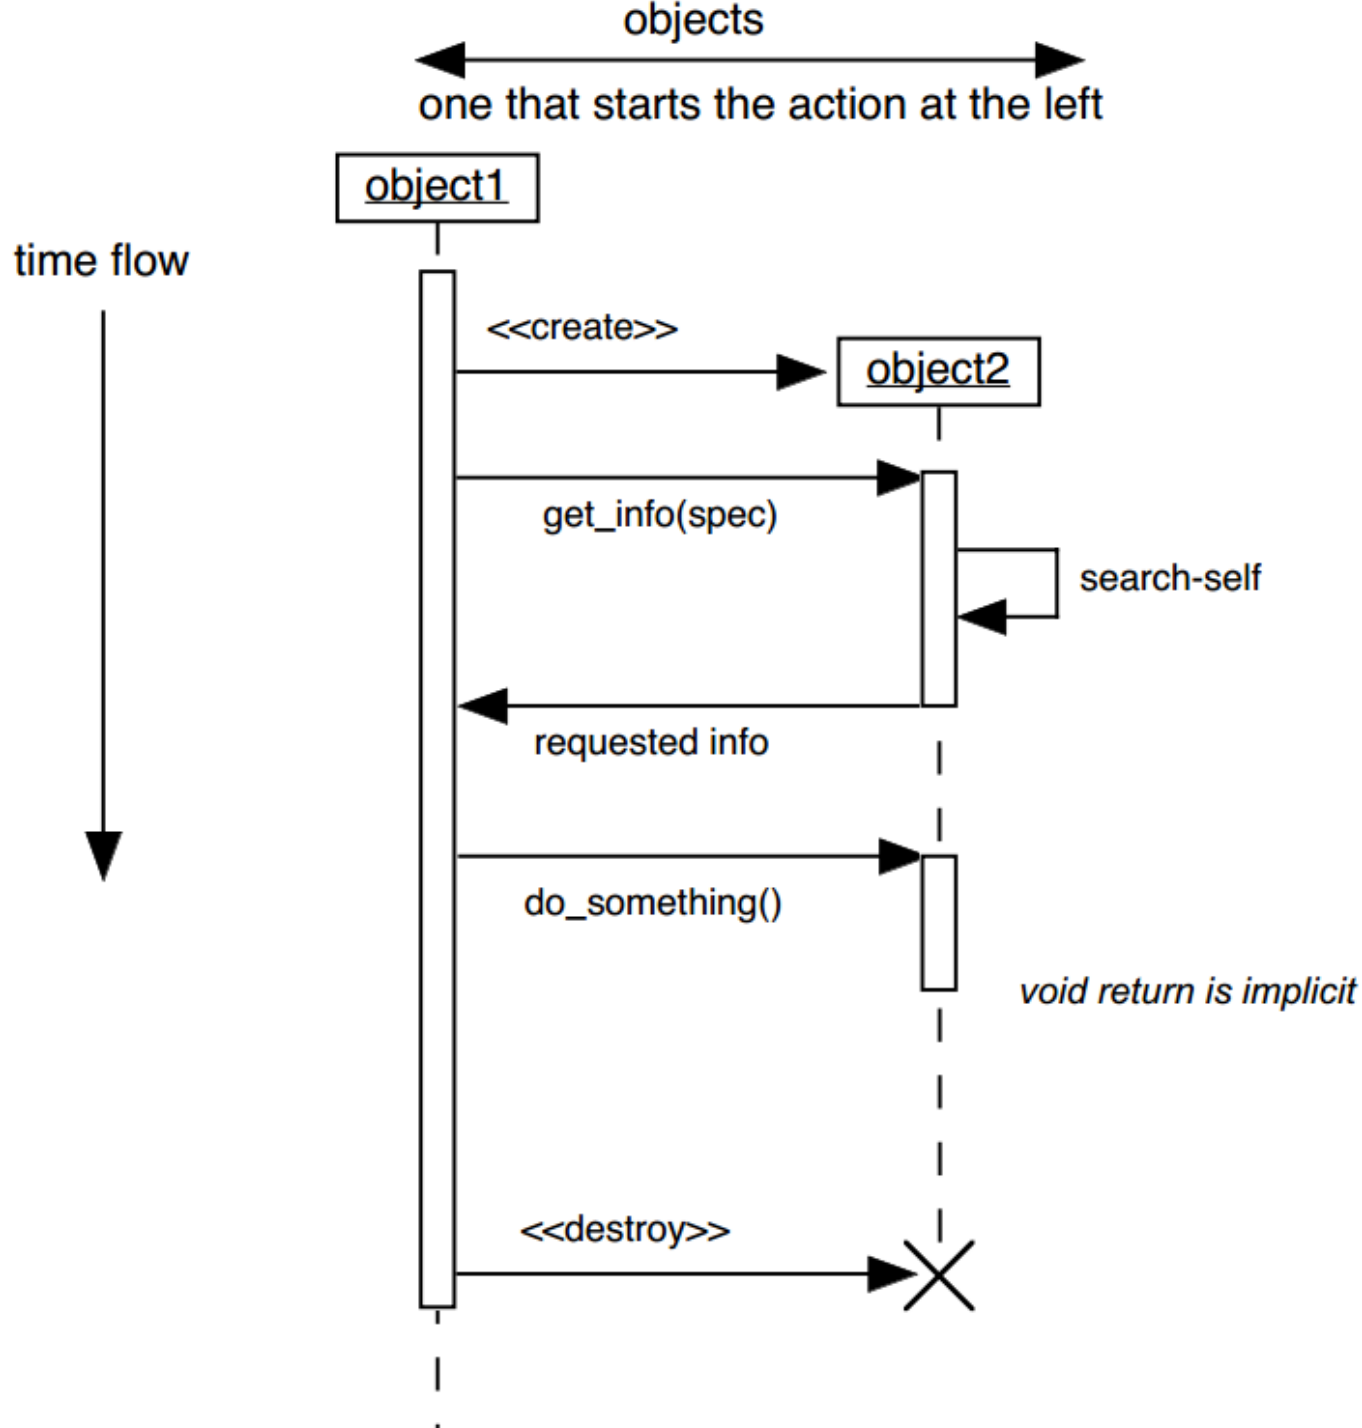 objects
one that starts the action at the left
object1
time flow
<<create>>
object2
get_info(spec)
search-self
requested info
do_something()
void return is implicit
<<destroy>>